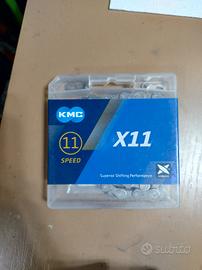 KMC
11
SPEED
X11
Superior Shifting Performance
subito